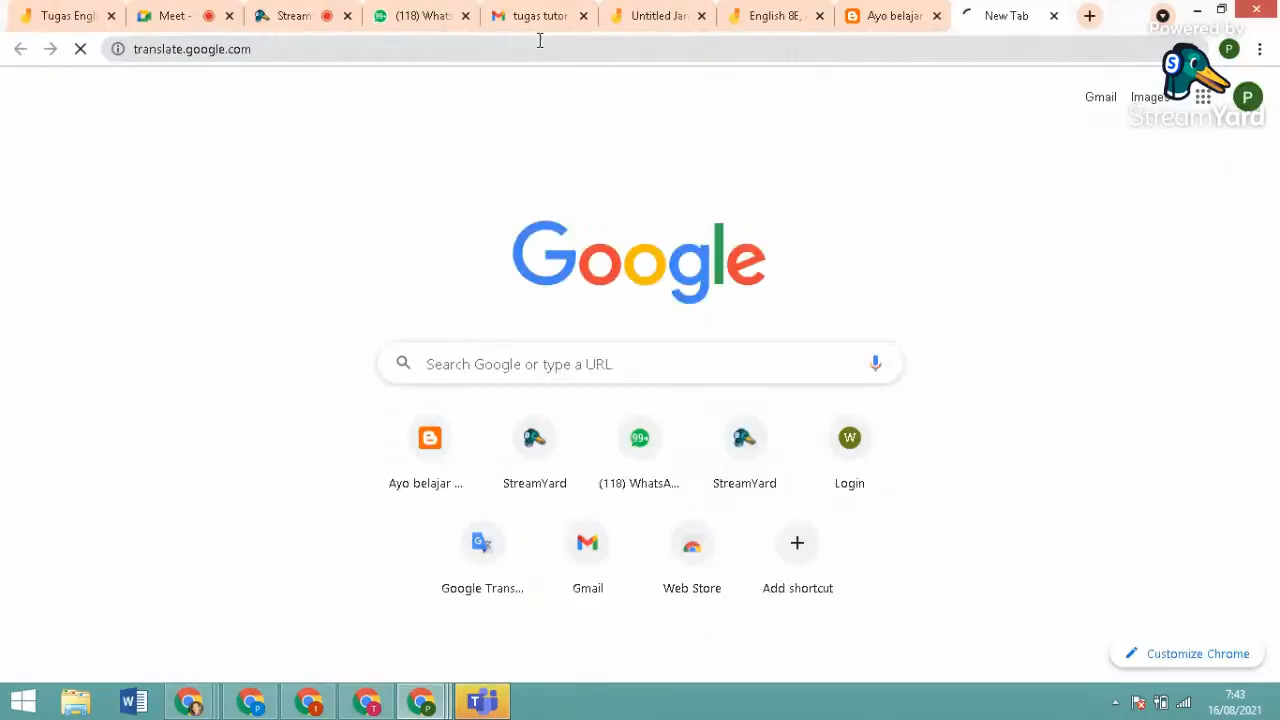 Tugas Engl
Meet -
Stream
(118) What:
tugas tutor
Untitled Jar
English 8E,
Ayo belajar
New Tab
translate.google.com
P
Powered by
S
StreamYard
Gmail
Images
P
Google
Search Google or type a URL
99+
W
Ayo belajar ...
StreamYard
(118) WhatsA...
StreamYard
Login
Google Trans...
Gmail
Web Store
Add shortcut
Customize Chrome
7:43
16/08/2021